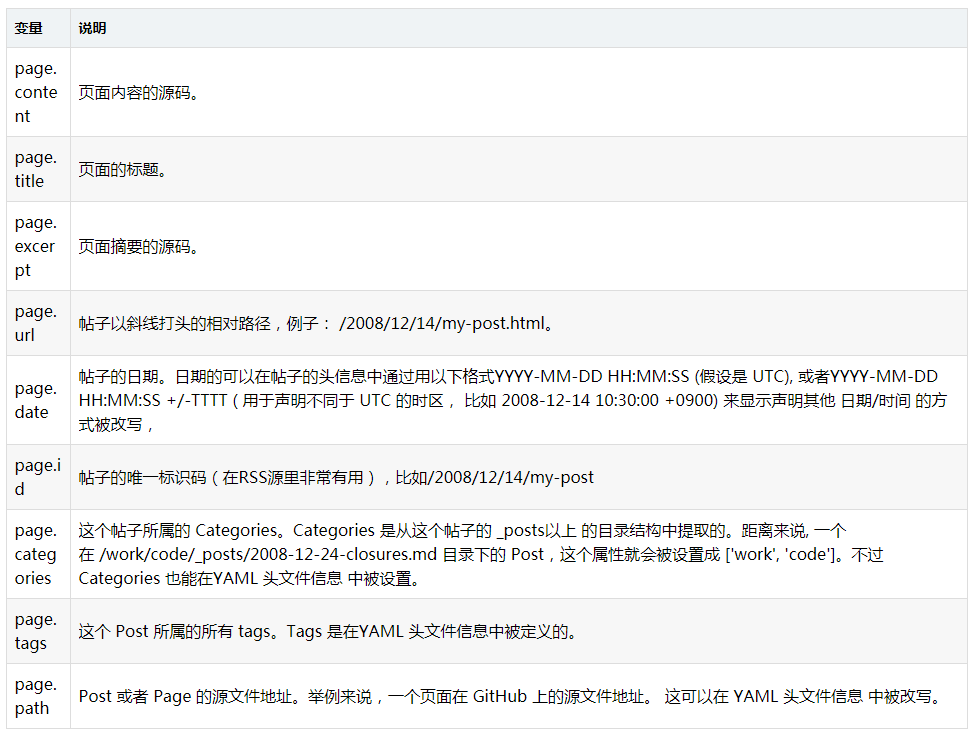 变量 说明
page.
conte
nt
页面内容的源码。
page.
title
页面的标题。
page.
excer
pt
页面摘要的源码。
page.
url
帖子以斜线打头的相对路径，例子： /2008/12/14/my-post.html。
page.
date
帖子的日期。日期的可以在帖子的头信息中通过用以下格式YYYY-MM-DD HH:MM:SS (假设是 UTC), 或者YYYY-MM-DD
HH:MM:SS +/-TTTT ( 用于声明不同于 UTC 的时区， 比如 2008-12-14 10:30:00 +0900) 来显示声明其他 日期/时间 的方
式被改写，
page.i
d
帖子的唯一标识码（在RSS源里非常有用），比如/2008/12/14/my-post
page.
categ
ories
这个帖子所属的 Categories。Categories 是从这个帖子的 _posts以上 的目录结构中提取的。距离来说, 一个
在 /work/code/_posts/2008-12-24-closures.md 目录下的 Post，这个属性就会被设置成 ['work', 'code']。不过
Categories 也能在YAML 头文件信息 中被设置。
page.
tags
这个 Post 所属的所有 tags。Tags 是在YAML 头文件信息中被定义的。
page.
path
Post 或者 Page 的源文件地址。举例来说，一个页面在 GitHub 上的源文件地址。 这可以在 YAML 头文件信息 中被改写。